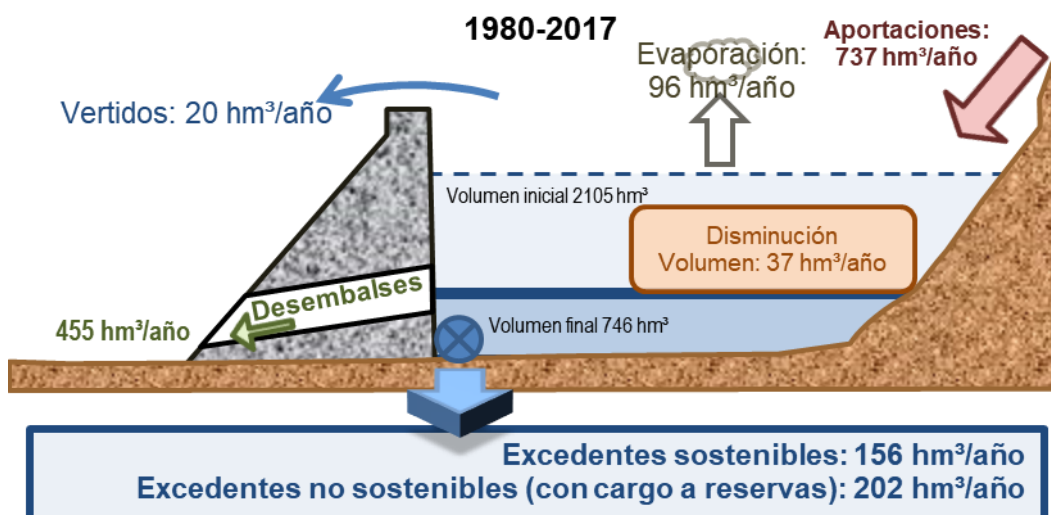 1980-2017
Aportaciones:
737 hm³/año
Evaporación:
96 hm³/año
Vertidos: 20 hm³/año
Volumen inicial 2105 hm³
Disminución
Volumen: 37 hm³/año
Desembalses
455 hm³/año
Volumen final 746 hm³
Excedentes sostenibles: 156 hm³/año
Excedentes no sostenibles (con cargo a reservas): 202 hm³/año